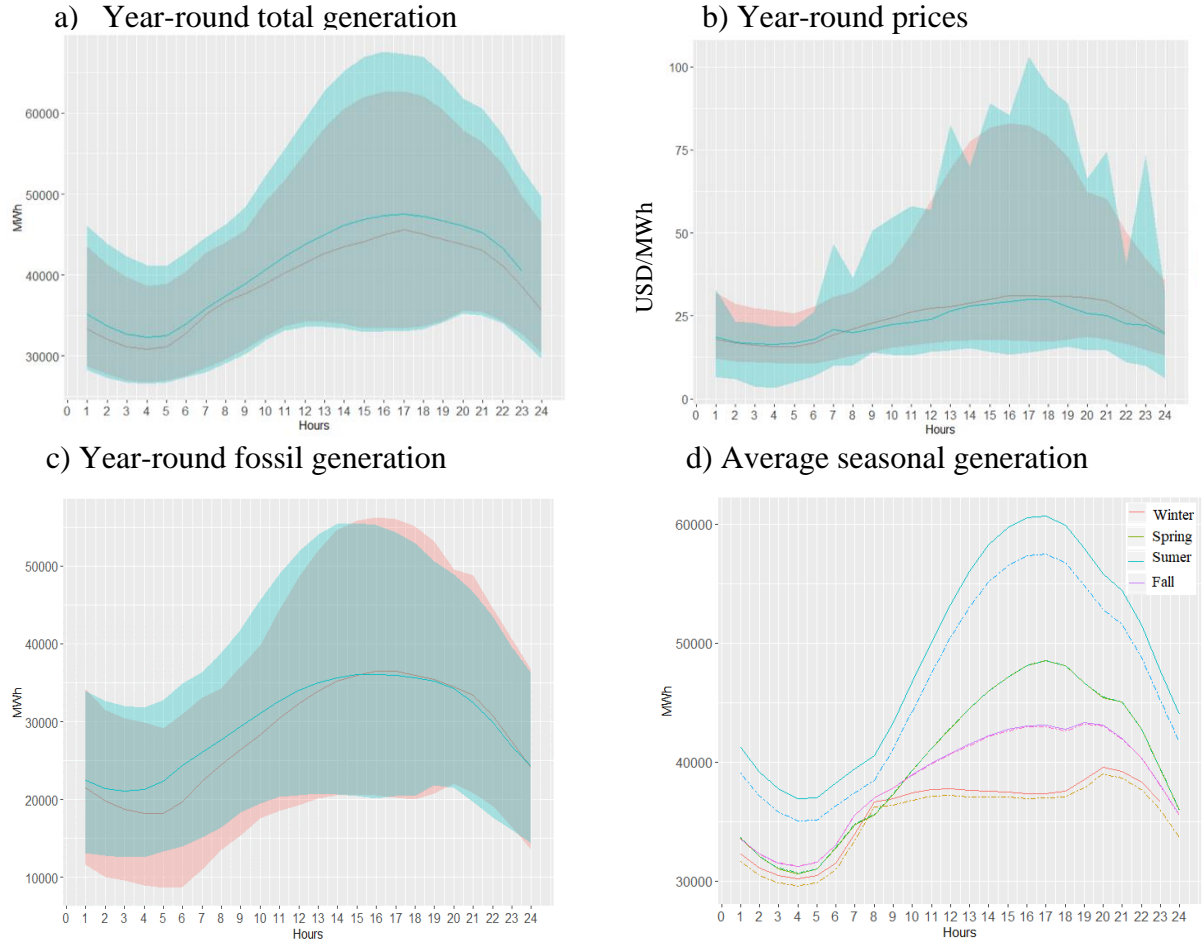 a) Year-round total generation
60000
50000
40000
30000
MWh
0 1 2 3 4 5 6 7 8 9 10 11 12 13 14 15 16 17 18 19 20 21 22 23 24
Hours
b) Year-round prices
100
75
50
25
0
USD/MWh
0 1 2 3 4 5 6 7 8 9 10 11 12 13 14 15 16 17 18 19 20 21 22 23 24
Hours
c) Year-round fossil generation
50000
40000
30000
20000
10000
MWh
0 1 2 3 4 5 6 7 8 9 10 11 12 13 14 15 16 17 18 19 20 21 22 23 24
Hours
d) Average seasonal generation
60000
50000
40000
30000
MWh
Winter
Spring
Sumer
Fall
0 1 2 3 4 5 6 7 8 9 10 11 12 13 14 15 16 17 18 19 20 21 22 23 24
Hours